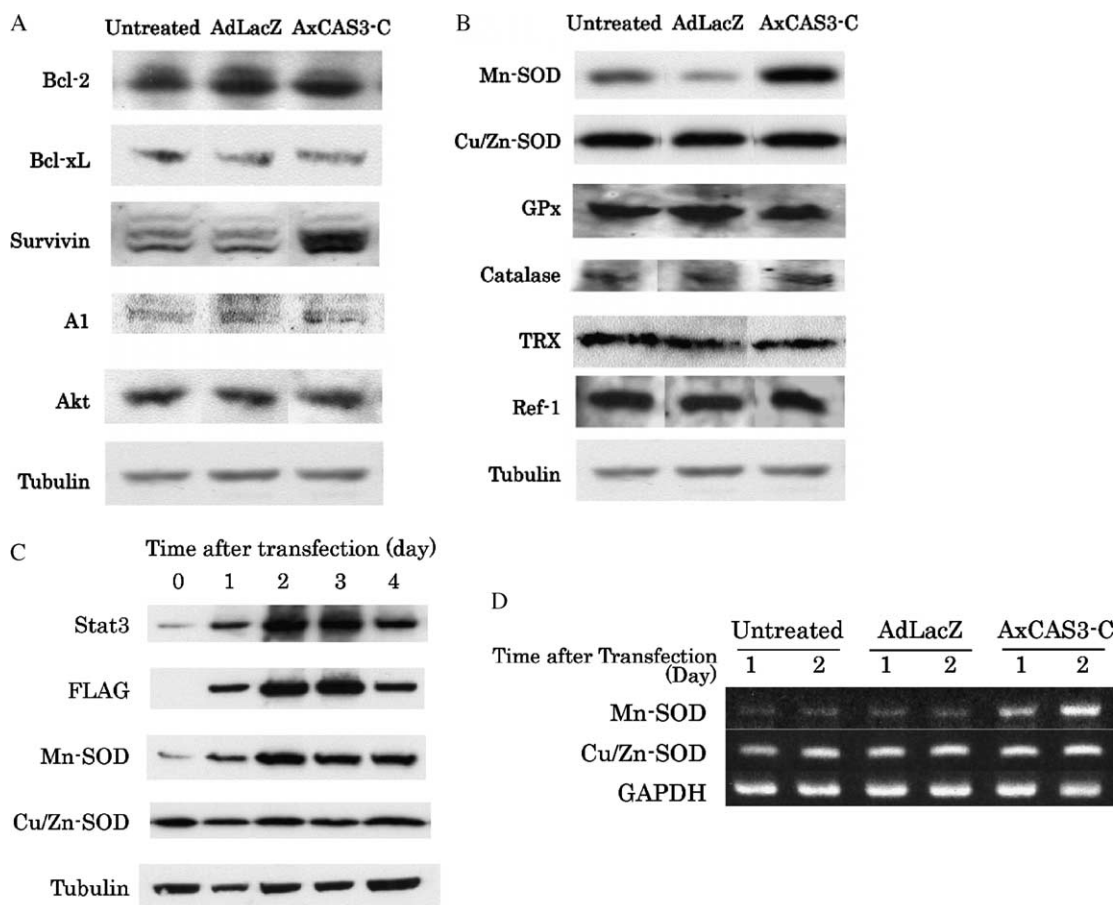 A
Untreated AdLacZ AxCAS3-C
Bcl-2
Bcl-xL
Survivin
A1
Akt
Tubulin
B
Untreated AdLacZ AxCAS3-C
Mn-SOD
Cu/Zn-SOD
GPx
Catalase
TRX
Ref-1
Tubulin
C
Time after transfection (day)
0 1 2 3 4
Stat3
FLAG
Mn-SOD
Cu/Zn-SOD
Tubulin
D
Untreated AdLacZ AxCAS3-C
Time after Transfection
(Day)
1 2 1 2 1 2
Mn-SOD
Cu/Zn-SOD
GAPDH